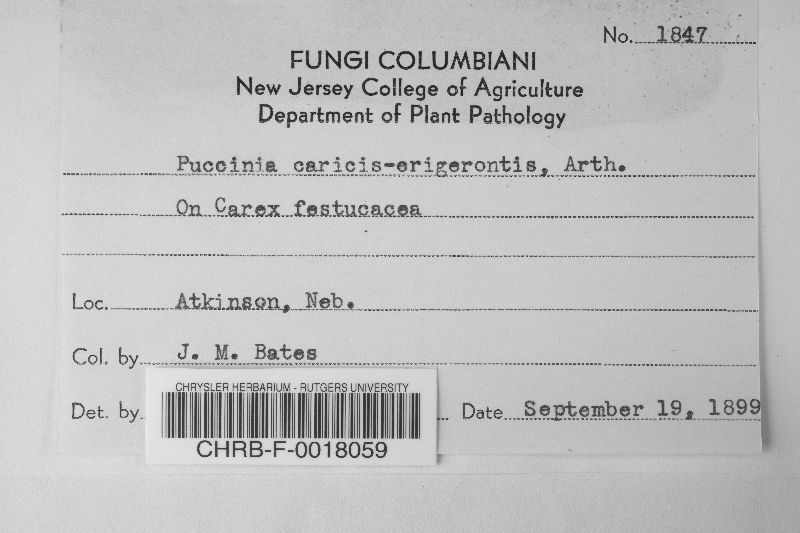 No. 1847
FUNGI COLUMBIANI
New Jersey College of Agriculture
Department of Plant Pathology
Puccinia caricis-erigerontis, Arth.
On Carex festucacea
Loc. Atkinson, Neb.
Col. by J. M. Bates
Det. by Date September 19, 1899
CHRYSLER HERBARIUM - RUTGERS UNIVERSITY
CHRB-F-0018059